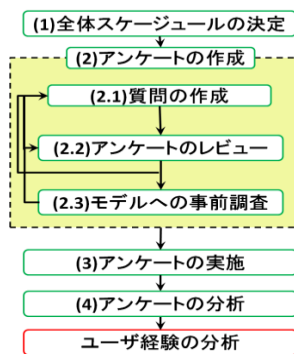 (1)全体スケージュールの決定
(2)アンケートの作成
(2.1)質問の作成
(2.2)アンケートのレビュー
(2.3)モデルへの事前調査
(3)アンケートの実施
(4)アンケートの分析
ユーザ経験の分析